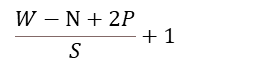 (W − N + 2P) / S + 1